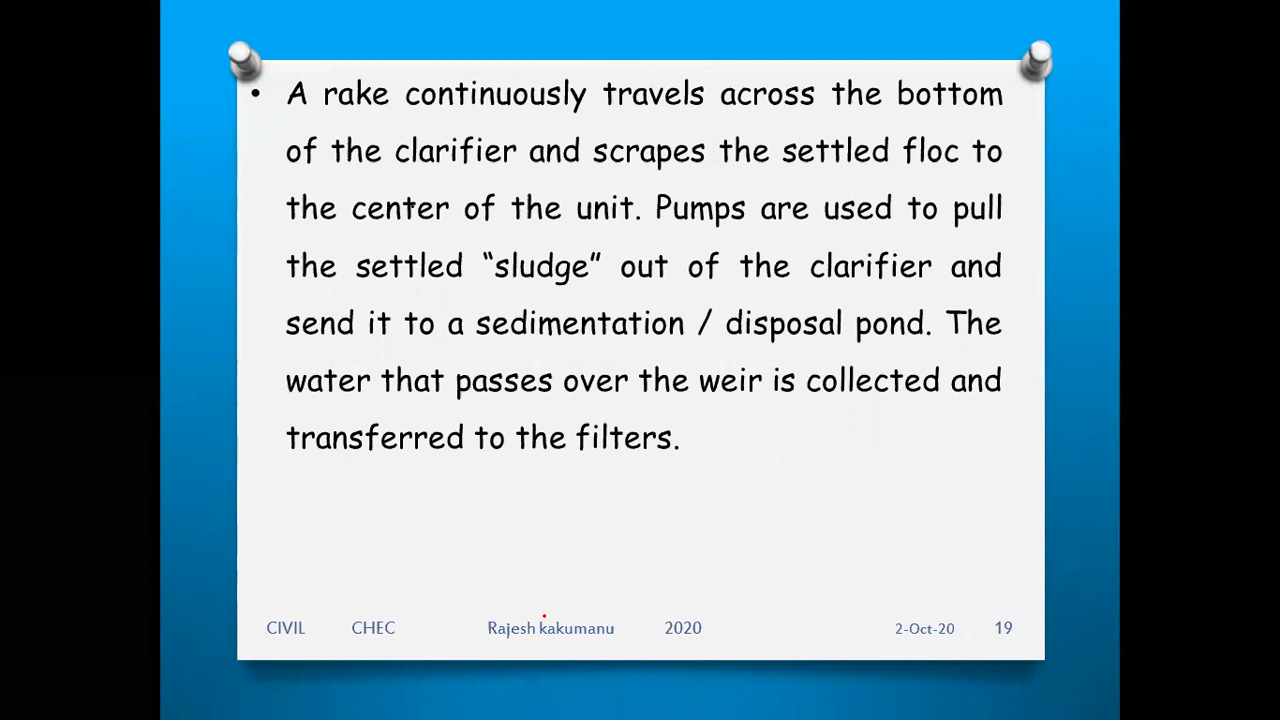 • A rake continuously travels across the bottom
of the clarifier and scrapes the settled floc to
the center of the unit. Pumps are used to pull
the settled “sludge” out of the clarifier and
send it to a sedimentation / disposal pond. The
water that passes over the weir is collected and
transferred to the filters.
CIVIL CHEC Rajesh kakumanu 2020 2-Oct-20 19